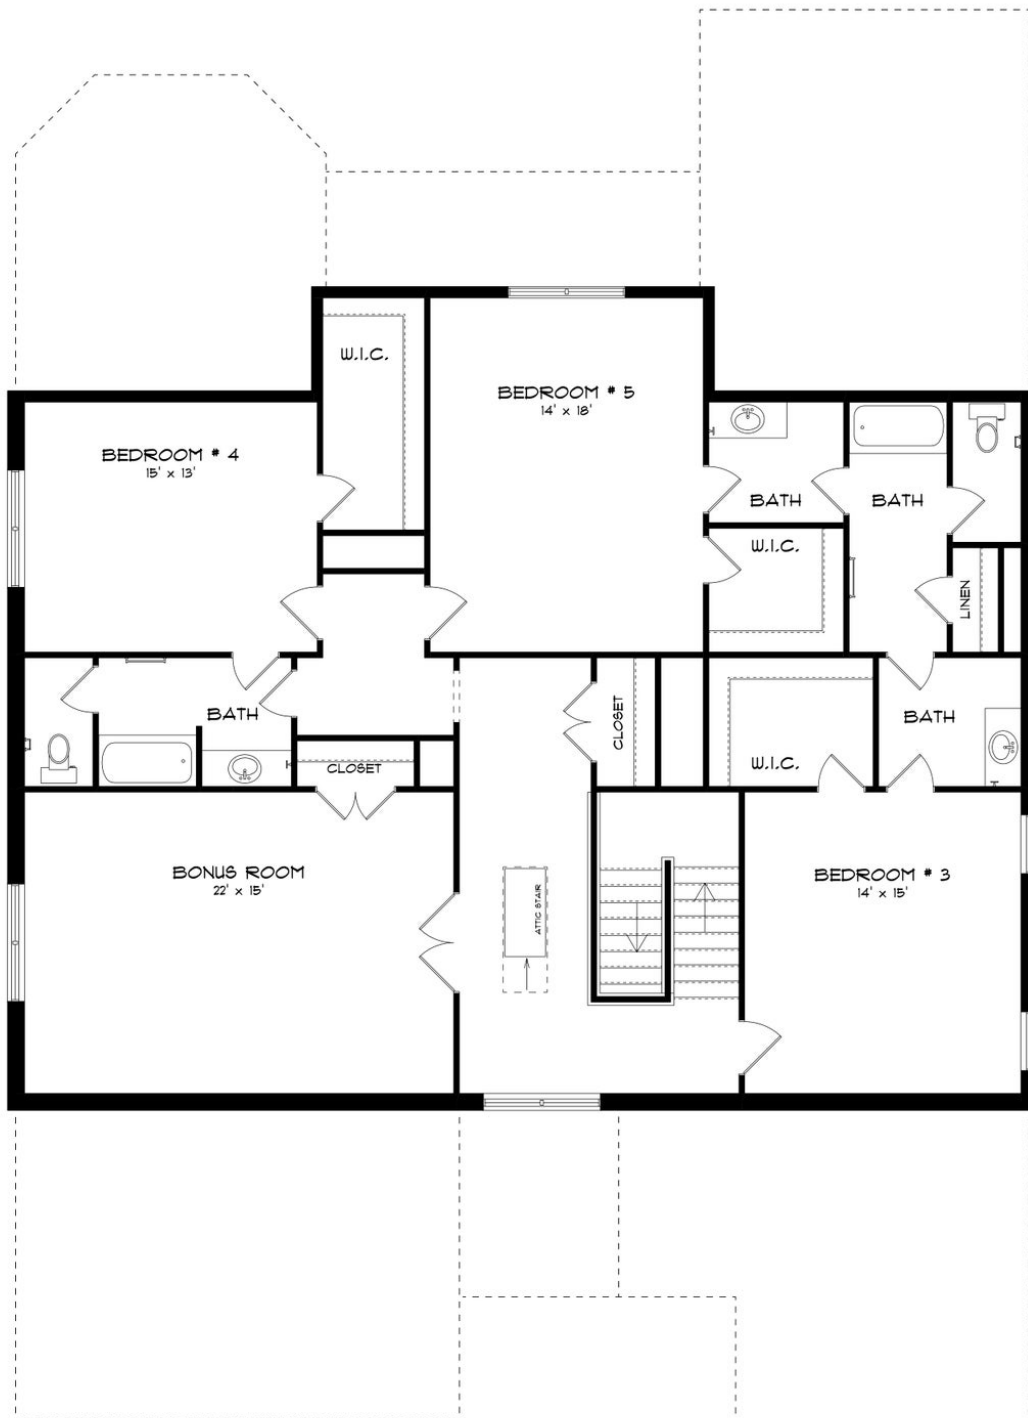 W.I.C.
BEDROOM # 5
14' x 18'
BEDROOM # 4
15' x 13'
BATH
BATH
W.I.C.
LINEN
BATH
CLOSET
BATH
W.I.C.
CLOSET
BONUS ROOM
22' x 15'
ATTIC STAIR
BEDROOM # 3
14' x 15'